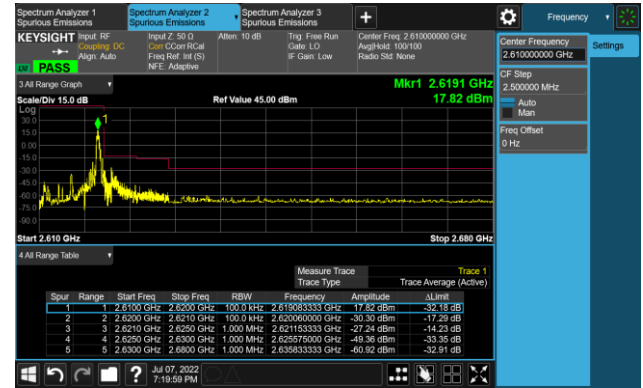 Spectrum Analyzer 1
Spurious Emissions
Spectrum Analyzer 2
Spurious Emissions
Spectrum Analyzer 3
Spurious Emissions
Frequency
KEYSIGHT
Input: RF
Coupling: DC
Align: Auto
Input Z: 50 Ω
Corr CCorr RCal
Freq Ref: Int (S)
NFE: Adaptive
Atten: 10 dB
Trig: Free Run
Gate: LO
IF Gain: Low
Center Freq: 2.610000000 GHz
Avg|Hold: 100/100
Radio Std: None
PASS
Center Frequency
2.610000000 GHz
Settings
CF Step
2.500000 MHz
Auto
Man
Freq Offset
0 Hz
3 All Range Graph
Mkr1 2.6191 GHz
17.82 dBm
Scale/Div 15.0 dB
Ref Value 45.00 dBm
Log
1
30.0
15.0
0.00
-15.0
-30.0
-45.0
-60.0
-75.0
-90.0
Start 2.610 GHz
Stop 2.680 GHz
4 All Range Table
Measure Trace Trace 1
Trace Type Trace Average (Active)
Spur Range Start Freq Stop Freq RBW Frequency Amplitude ΔLimit
1 1 2.6100 GHz 2.6200 GHz 100.0 kHz 2.619083333 GHz 17.82 dBm -32.18 dB
2 2 2.6200 GHz 2.6210 GHz 100.0 kHz 2.620060000 GHz -30.30 dBm -17.29 dB
3 3 2.6210 GHz 2.6250 GHz 1.000 MHz 2.621153333 GHz -27.24 dBm -14.23 dB
4 4 2.6250 GHz 2.6300 GHz 1.000 MHz 2.625575000 GHz -49.36 dBm -33.35 dB
5 5 2.6300 GHz 2.6800 GHz 1.000 MHz 2.635833333 GHz -60.92 dBm -32.91 dB
Jul 07, 2022
7:19:59 PM